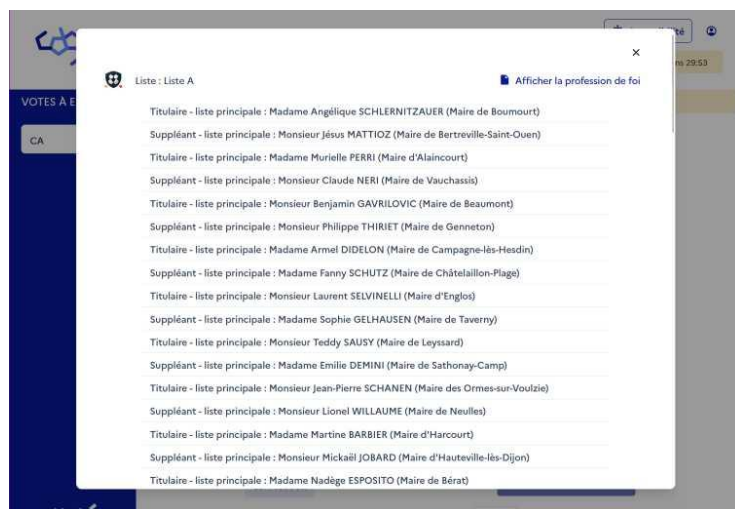 té
ns 29:53
VOTES À E
CA
×
Liste : Liste A
Afficher la profession de foi
Titulaire - liste principale : Madame Angélique SCHLERNITZAUER (Maire de Boumourt)
Suppléant - liste principale : Monsieur Jésus MATTIOZ (Maire de Bertreville-Saint-Ouen)
Titulaire - liste principale : Madame Murielle PERRI (Maire d'Alaincourt)
Suppléant - liste principale : Monsieur Claude NERI (Maire de Vauchassis)
Titulaire - liste principale : Monsieur Benjamin GAVRILOVIC (Maire de Beaumont)
Suppléant - liste principale : Monsieur Philippe THIRIET (Maire de Genneton)
Titulaire - liste principale : Madame Armel DIDELON (Maire de Campagne-lès-Hesdin)
Suppléant - liste principale : Madame Fanny SCHUTZ (Maire de Châtelaillon-Plage)
Titulaire - liste principale : Monsieur Laurent SELVINELLI (Maire d'Englos)
Suppléant - liste principale : Madame Sophie GELHAUSEN (Maire de Taverny)
Titulaire - liste principale : Monsieur Teddy SAUSY (Maire de Leyssard)
Suppléant - liste principale : Madame Emilie DEMINI (Maire de Sathonay-Camp)
Titulaire - liste principale : Monsieur Jean-Pierre SCHANEN (Maire des Ormes-sur-Voulzie)
Suppléant - liste principale : Monsieur Lionel WILLAUME (Maire de Neulles)
Titulaire - liste principale : Madame Martine BARBIER (Maire d'Harcourt)
Suppléant - liste principale : Monsieur Mickaël JOBARD (Maire d'Hauteville-lès-Dijon)
Titulaire - liste principale : Madame Nadège ESPOSITO (Maire de Bérat)